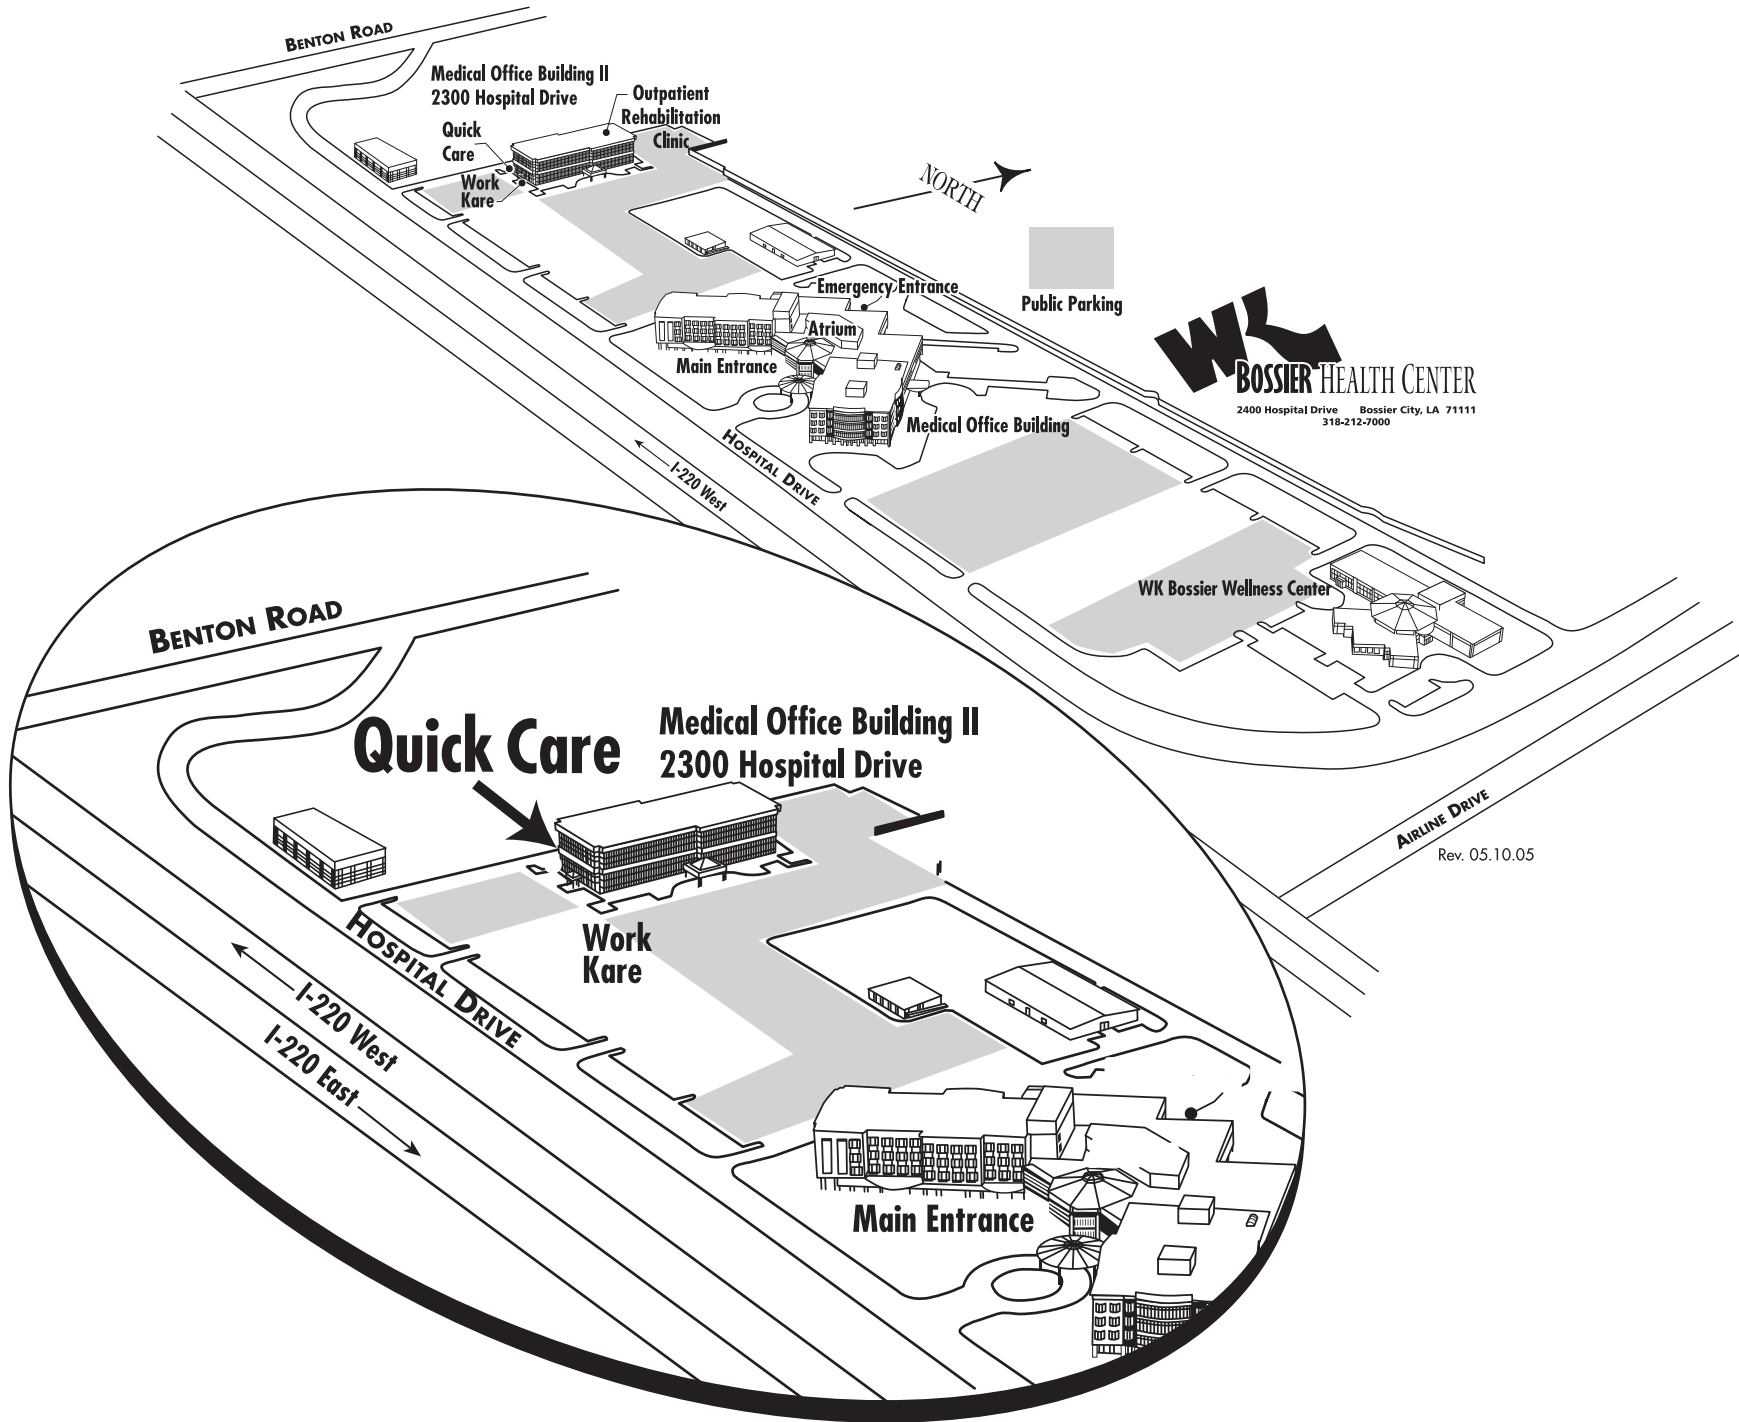 BENTON ROAD
Medical Office Building II
2300 Hospital Drive
Outpatient
Rehabilitation
Clinic
Quick
Care
Work
Kare
NORTH
Public Parking
Emergency Entrance
Atrium
Main Entrance
Medical Office Building
WK
BOSSIER HEALTH CENTER
2400 Hospital Drive Bossier City, LA 71111
318-212-7000
HOSPITAL DRIVE
I-220 West
WK Bossier Wellness Center
AIRLINE DRIVE
Rev. 05.10.05
BENTON ROAD
Quick Care
Medical Office Building II
2300 Hospital Drive
Work
Kare
HOSPITAL DRIVE
I-220 West
I-220 East
Main Entrance